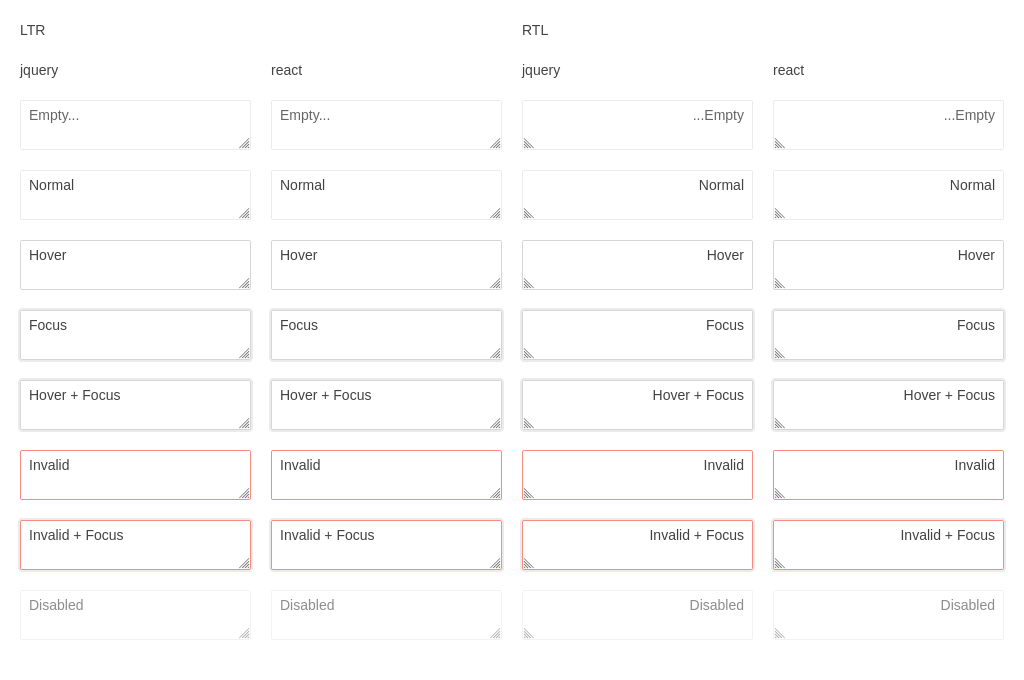 LTR RTL
jquery react jquery react
Empty... Empty... ...Empty ...Empty
Normal Normal Normal Normal
Hover Hover Hover Hover
Focus Focus Focus Focus
Hover + Focus Hover + Focus Hover + Focus Hover + Focus
Invalid Invalid Invalid Invalid
Invalid + Focus Invalid + Focus Invalid + Focus Invalid + Focus
Disabled Disabled Disabled Disabled